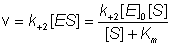 v = k₊₂[ES] = k₊₂[E]₀[S] / ([S] + Kₘ)